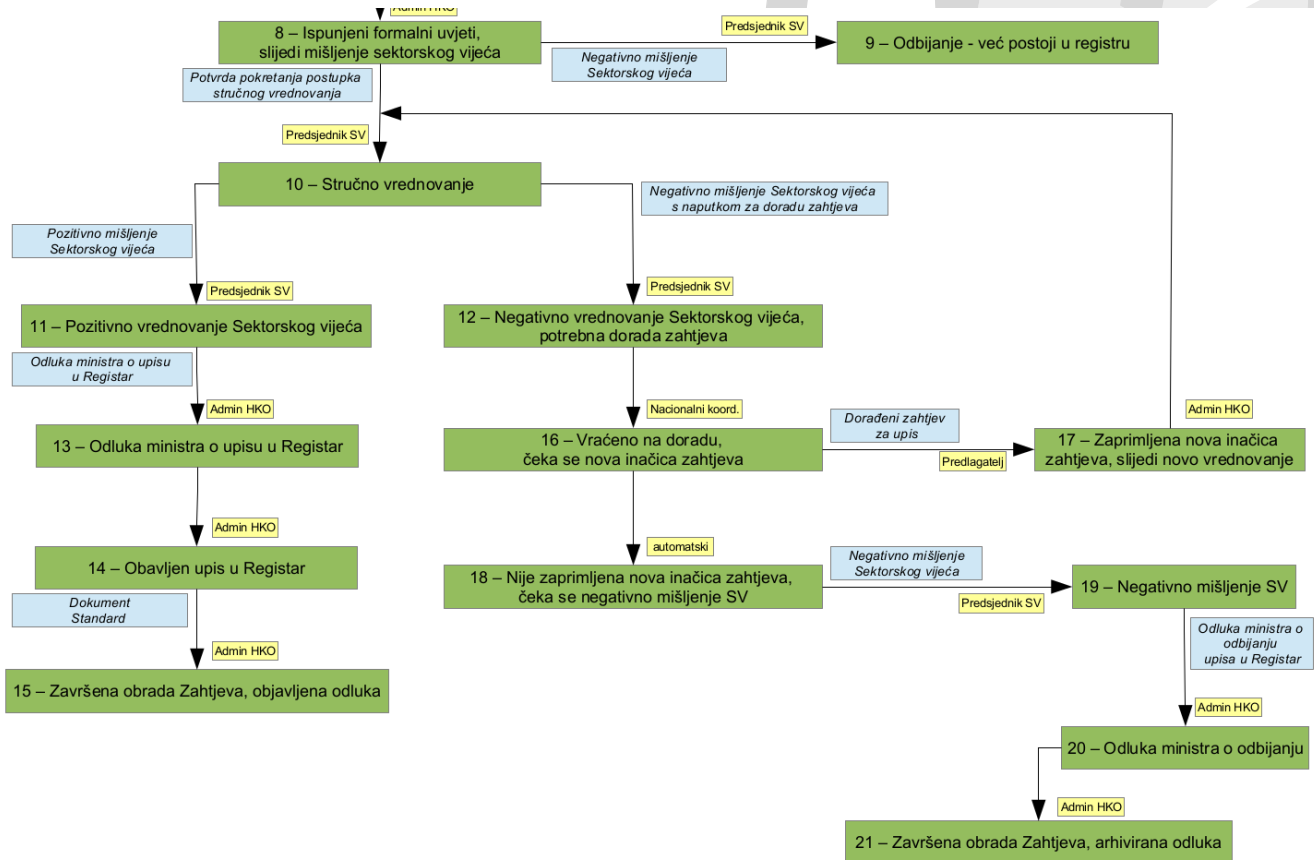 Admin HKO
8 – Ispunjeni formalni uvjeti,
slijedi mišljenje sektorskog vijeća
Predsjednik SV
Negativno mišljenje
Sektorskog vijeća
9 – Odbijanje - već postoji u registru
Potvrda pokretanja postupka
stručnog vrednovanja
Predsjednik SV
10 – Stručno vrednovanje
Negativno mišljenje Sektorskog vijeća
s naputkom za doradu zahtjeva
Pozitivno mišljenje
Sektorskog vijeća
Predsjednik SV
Predsjednik SV
11 – Pozitivno vrednovanje Sektorskog vijeća
12 – Negativno vrednovanje Sektorskog vijeća,
potrebna dorada zahtjeva
Odluka ministra o upisu
u Registar
Admin HKO
Nacionalni koord.
Admin HKO
13 – Odluka ministra o upisu u Registar
16 – Vraćeno na doradu,
čeka se nova inačica zahtjeva
Dorađeni zahtjev
za upis
Predlagatelj
17 – Zaprimljena nova inačica
zahtjeva, slijedi novo vrednovanje
Admin HKO
automatski
14 – Obavljen upis u Registar
18 – Nije zaprimljena nova inačica zahtjeva,
čeka se negativno mišljenje SV
Negativno mišljenje
Sektorskog vijeća
Predsjednik SV
19 – Negativno mišljenje SV
Dokument
Standard
Admin HKO
Odluka ministra o
odbijanju
upisa u Registar
15 – Završena obrada Zahtjeva, objavljena odluka
Admin HKO
20 – Odluka ministra o odbijanju
Admin HKO
21 – Završena obrada Zahtjeva, arhivirana odluka